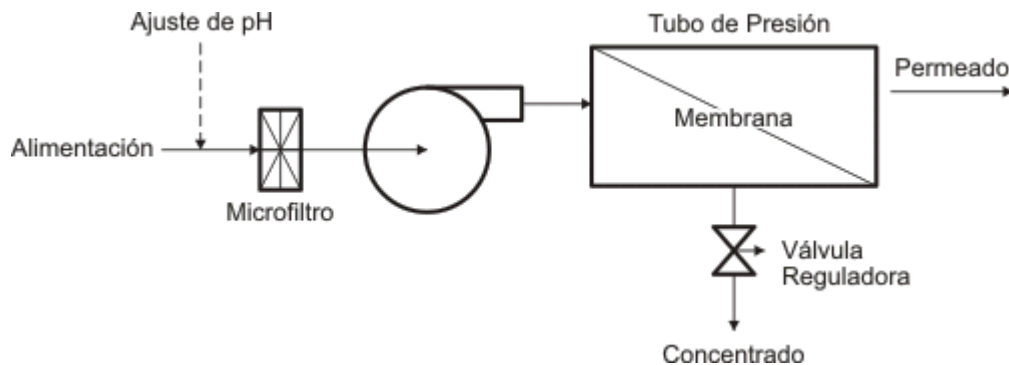 Ajuste de pH
Tubo de Presión
Permeado
Membrana
Alimentación
Microfiltro
Válvula
Reguladora
Concentrado